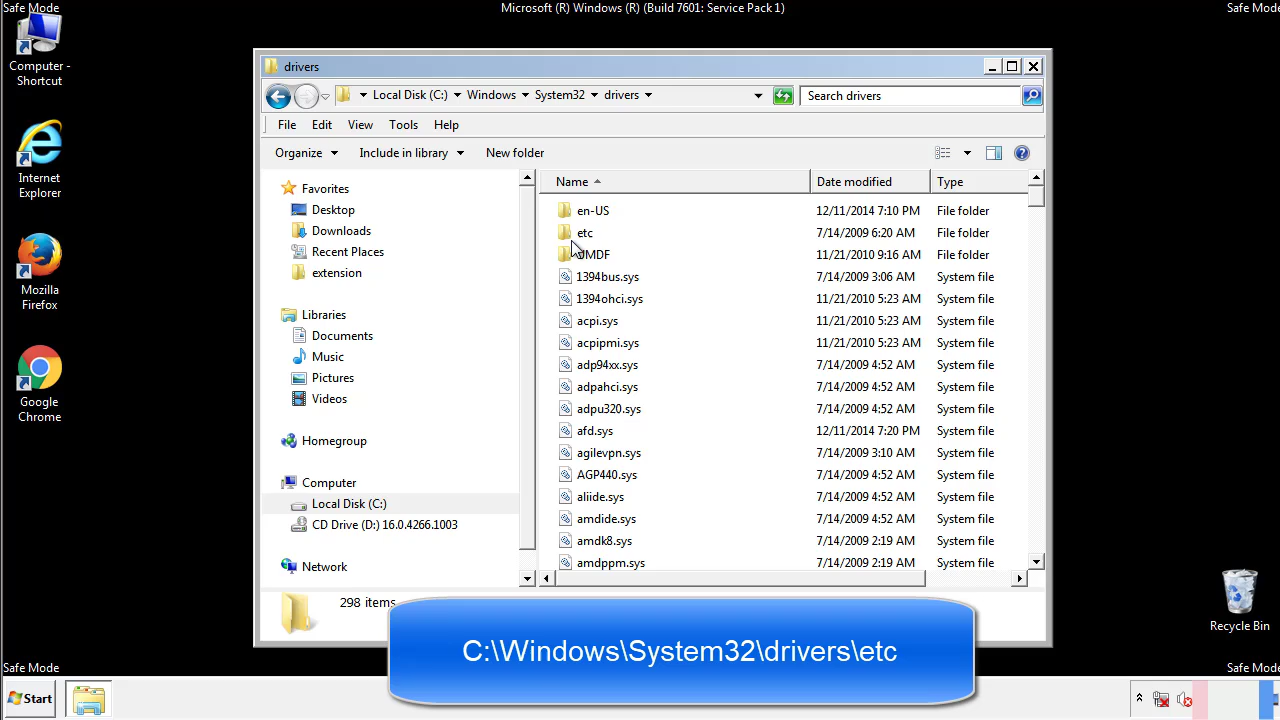 Safe Mode
Microsoft (R) Windows (R) (Build 7601: Service Pack 1)
Safe Mode
Computer -
Shortcut
Internet
Explorer
Mozilla
Firefox
Google
Chrome
drivers
Local Disk (C:) Windows System32 drivers
Search drivers
File Edit View Tools Help
Organize Include in library New folder
Favorites
Desktop
Downloads
Recent Places
extension
Libraries
Documents
Music
Pictures
Videos
Homegroup
Computer
Local Disk (C:)
CD Drive (D:) 16.0.4266.1003
Network
Name Date modified Type
en-US 12/11/2014 7:10 PM File folder
etc 7/14/2009 6:20 AM File folder
UMDF 11/21/2010 9:16 AM File folder
1394bus.sys 7/14/2009 3:06 AM System file
1394ohci.sys 11/21/2010 5:23 AM System file
acpi.sys 11/21/2010 5:23 AM System file
acpipmi.sys 11/21/2010 5:23 AM System file
adp94xx.sys 7/14/2009 4:52 AM System file
adpahci.sys 7/14/2009 4:52 AM System file
adpu320.sys 7/14/2009 4:52 AM System file
afd.sys 12/11/2014 7:20 PM System file
agilevpn.sys 7/14/2009 3:10 AM System file
AGP440.sys 7/14/2009 4:52 AM System file
aliide.sys 7/14/2009 4:52 AM System file
amdide.sys 7/14/2009 4:52 AM System file
amdk8.sys 7/14/2009 2:19 AM System file
amdppm.sys 7/14/2009 2:19 AM System file
298 items
C:\Windows\System32\drivers\etc
Recycle Bin
Safe Mode
Safe Mode
Start